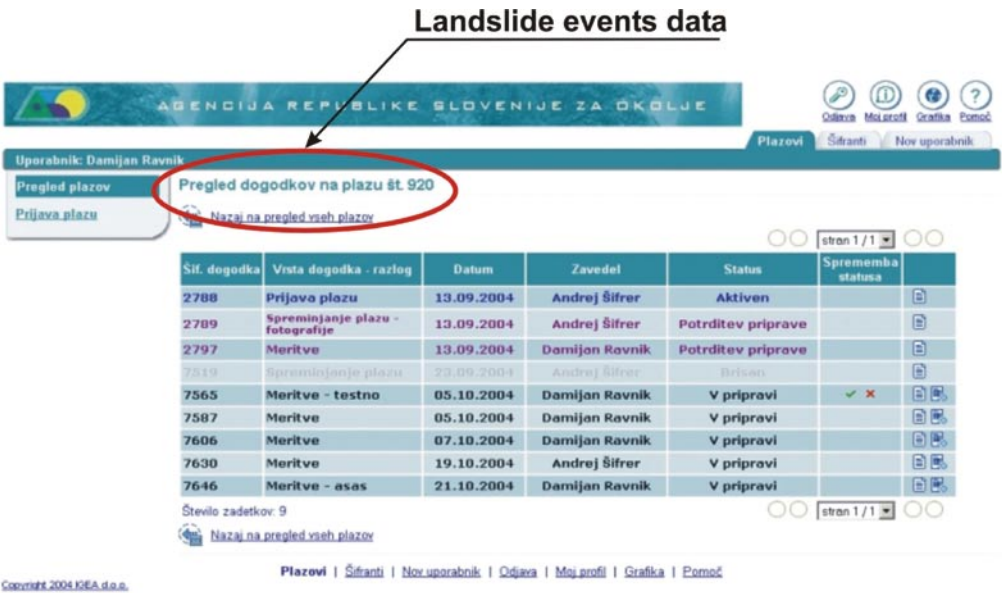 Landslide events data
AGENCIJA REPUBLIKE SLOVENIJE ZA OKOLJE
Odjava Moj profil Grafika Pomoč
Plazovi Šifranti Nov uporabnik
Uporabnik: Damijan Ravnik
Pregled plazov
Prijava plazu
Pregled dogodkov na plazu št. 920
Nazaj na pregled vseh plazov
stran 1 / 1
Šif. dogodka Vrsta dogodka - razlog Datum Zavedel Status Sprememba statusa
2788 Prijava plazu 13.09.2004 Andrej Šifrer Aktiven
2789 Spreminjanje plazu - fotografije 13.09.2004 Andrej Šifrer Potrditev priprave
2797 Meritve 13.09.2004 Damijan Ravnik Potrditev priprave
7519 Spreminjanje plazu 23.09.2004 Andrej Šifrer Brisan
7565 Meritve - testno 05.10.2004 Damijan Ravnik V pripravi
7587 Meritve 05.10.2004 Damijan Ravnik V pripravi
7606 Meritve 07.10.2004 Damijan Ravnik V pripravi
7630 Meritve 19.10.2004 Andrej Šifrer V pripravi
7646 Meritve - asas 21.10.2004 Damijan Ravnik V pripravi
Število zadetkov: 9
stran 1 / 1
Nazaj na pregled vseh plazov
Plazovi | Šifranti | Nov uporabnik | Odjava | Moj profil | Grafika | Pomoč
Copyright 2004 IGEA d.o.o.